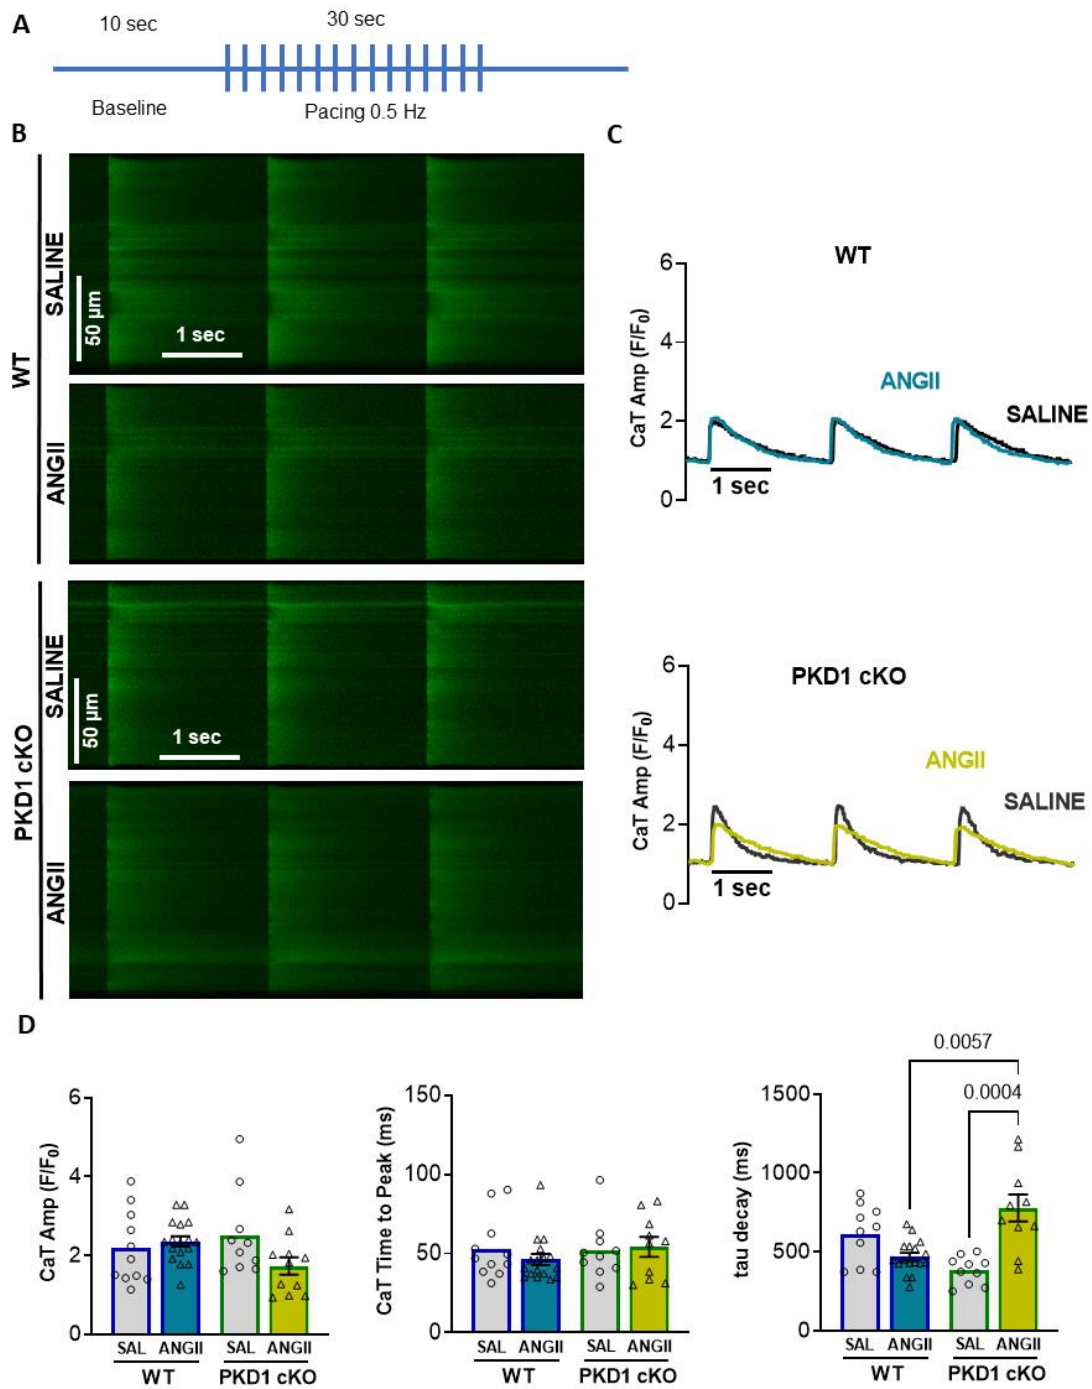 A
10 sec
30 sec
Baseline
Pacing 0.5 Hz
B
C
WT
SALINE
50 µm
1 sec
ANGII
PKD1 cKO
SALINE
50 µm
1 sec
ANGII
WT
CaT Amp (F/F0)
6
4
2
0
ANGII
SALINE
1 sec
PKD1 cKO
CaT Amp (F/F0)
6
4
2
0
ANGII
SALINE
1 sec
D
CaT Amp (F/F0)
6
4
2
0
SAL ANGII SAL ANGII
WT PKD1 cKO
CaT Time to Peak (ms)
150
100
50
0
SAL ANGII SAL ANGII
WT PKD1 cKO
tau decay (ms)
1500
1000
500
0
0.0057
0.0004
SAL ANGII SAL ANGII
WT PKD1 cKO